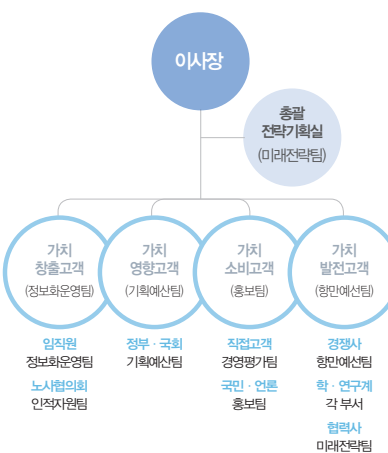 이사장
총괄
전략기획실
(미래전략팀)
가치
창출고객
(정보화운영팀)
가치
영향고객
(기획예산팀)
가치
소비고객
(홍보팀)
가치
발전고객
(항만예선팀)
임직원
정보화운영팀
노사협의회
인적자원팀
정부 · 국회
기획예산팀
직접고객
경영평가팀
국민 · 언론
홍보팀
경쟁사
항만예선팀
학 · 연구계
각 부서
협력사
미래전략팀